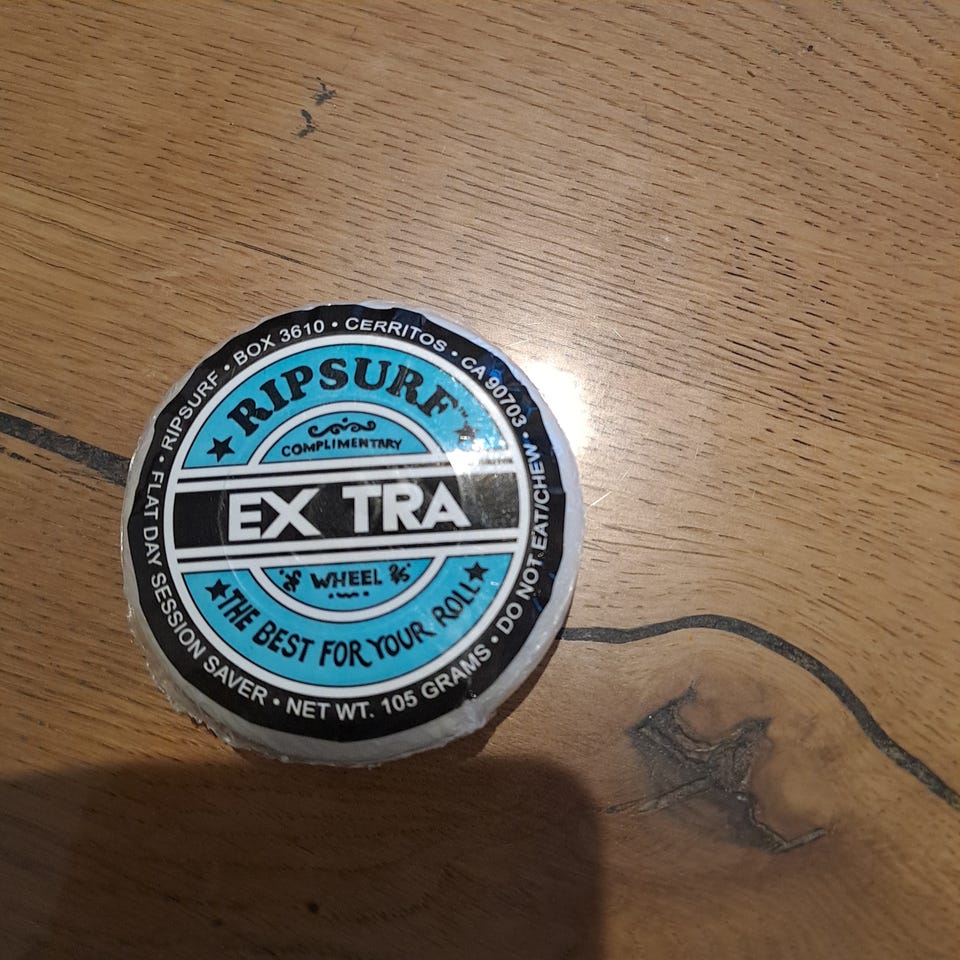 RIPSURF • BOX 3610 • CERRITOS • CA 90703 • DO NOT EAT/CHEW • NET WT. 105 GRAMS • FLAT DAY SESSION SAVER •
RIPSURF™
COMPLIMENTARY
EX TRA
WHEEL
THE BEST FOR YOUR ROLL